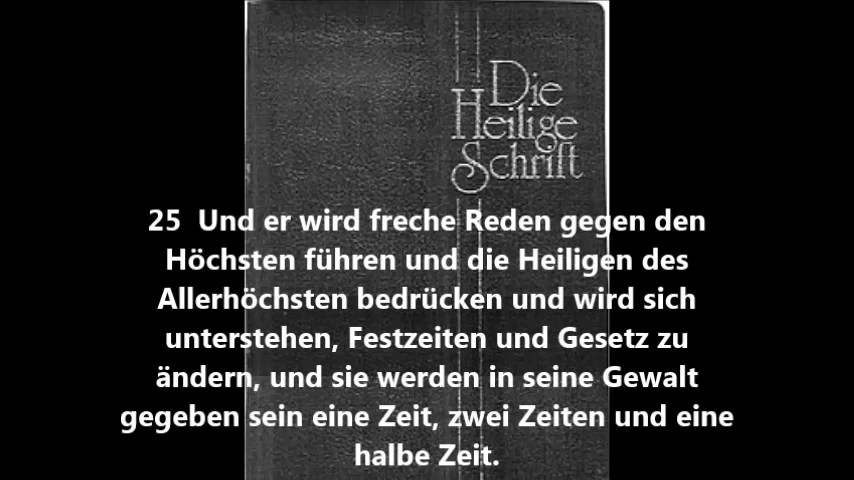 Die
Heilige
Schrift
25 Und er wird freche Reden gegen den
Höchsten führen und die Heiligen des
Allerhöchsten bedrücken und wird sich
unterstehen, Festzeiten und Gesetz zu
ändern, und sie werden in seine Gewalt
gegeben sein eine Zeit, zwei Zeiten und eine
halbe Zeit.